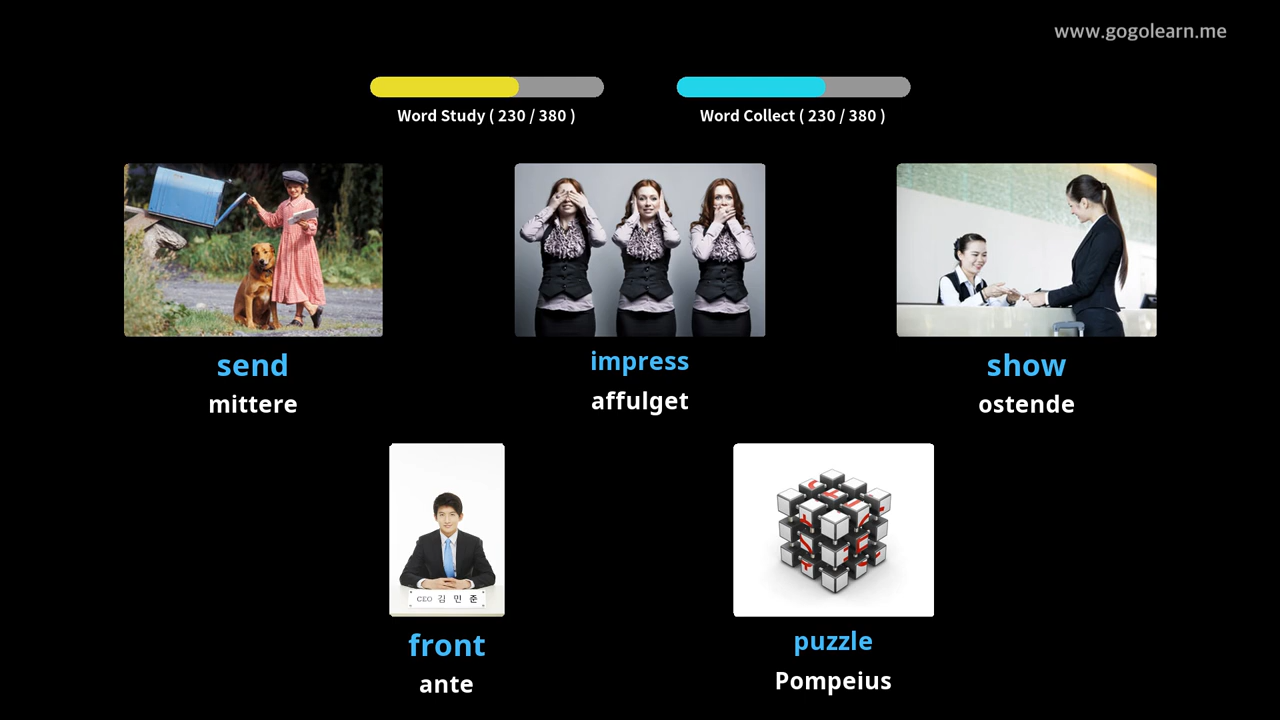 www.gogolearn.me
Word Study ( 230 / 380 )
Word Collect ( 230 / 380 )
send
mittere
impress
affulget
show
ostende
CEO 김 민 준
front
ante
puzzle
Pompeius